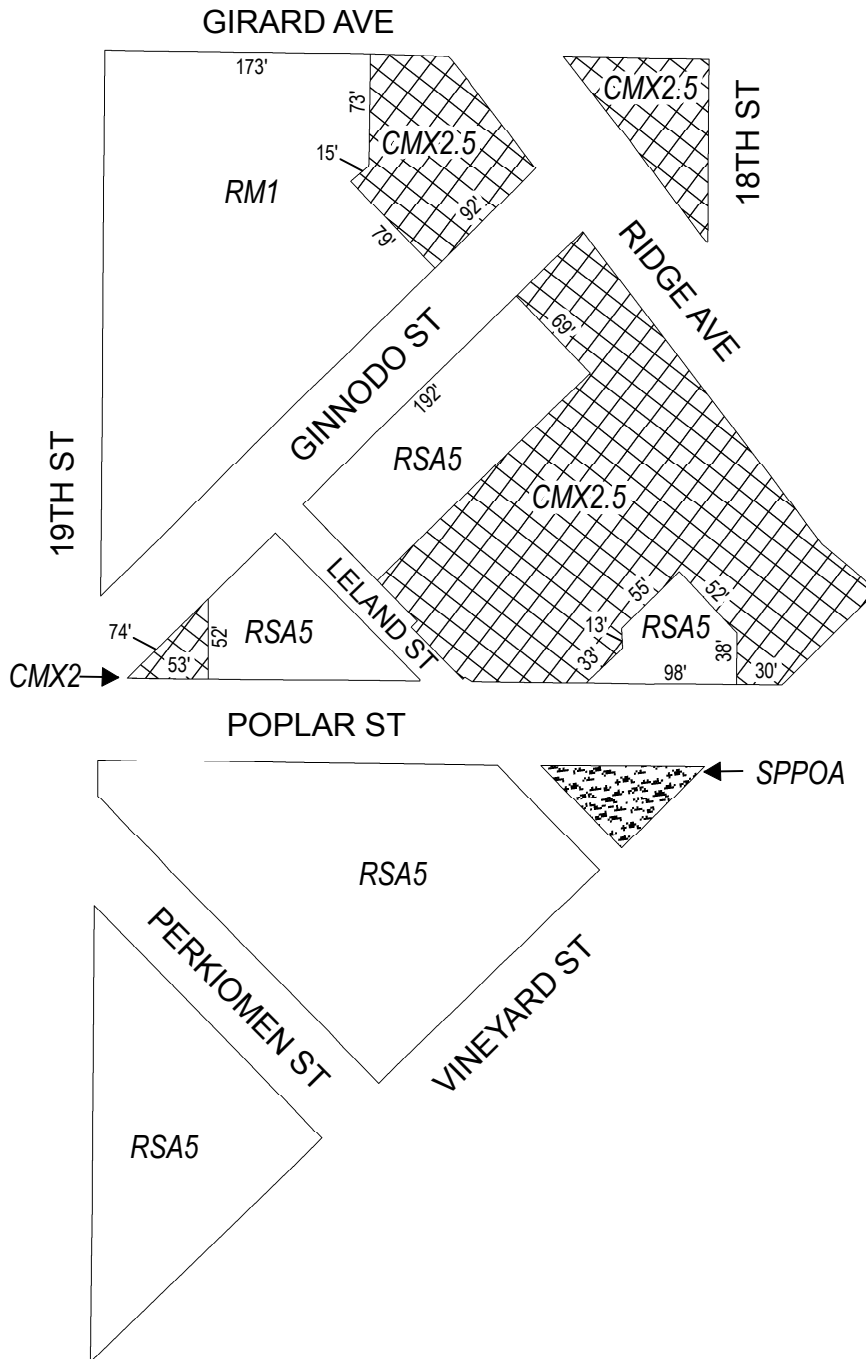 GIRARD AVE
173'
CMX2.5
CMX2.5
73'
18TH ST
15'
RM1
92'
79'
RIDGE AVE
69'
GINNODO ST
192'
RSA5
19TH ST
CMX2.5
LELAND ST
74'
RSA5
52'
53'
CMX2
55'
52'
13'
RSA5
38'
33'
98'
30'
POPLAR ST
SPPOA
RSA5
PERKIOMEN ST
VINEYARD ST
RSA5